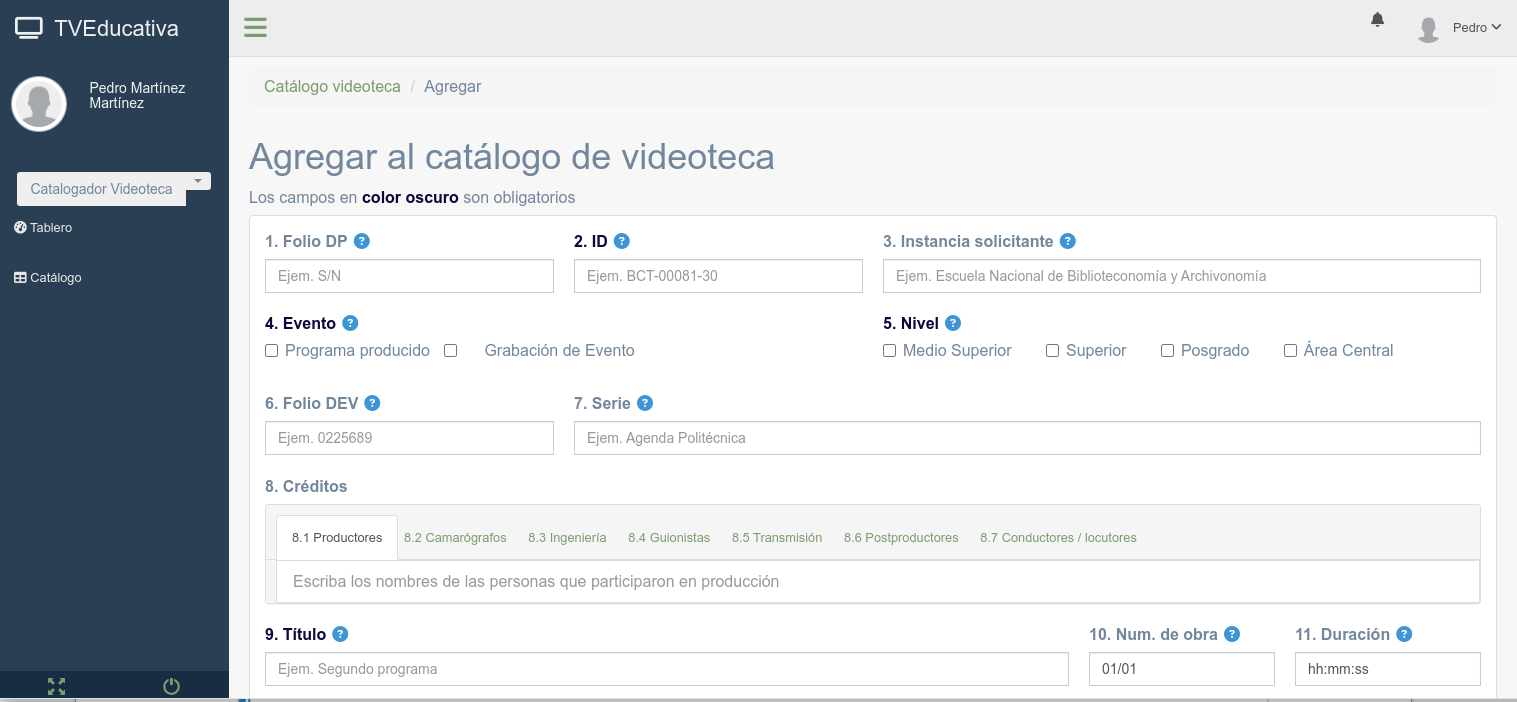 TVEducativa
Pedro
Pedro Martínez
Martínez
Catalogador Videoteca
Tablero
Catálogo
Catálogo videoteca / Agregar
Agregar al catálogo de videoteca
Los campos en color oscuro son obligatorios
1. Folio DP ? 2. ID ? 3. Instancia solicitante ?
Ejem. S/N Ejem. BCT-00081-30 Ejem. Escuela Nacional de Biblioteconomía y Archivonomía
4. Evento ? 5. Nivel ?
Programa producido Grabación de Evento Medio Superior Superior Posgrado Área Central
6. Folio DEV ? 7. Serie ?
Ejem. 0225689 Ejem. Agenda Politécnica
8. Créditos
8.1 Productores 8.2 Camarógrafos 8.3 Ingeniería 8.4 Guionistas 8.5 Transmisión 8.6 Postproductores 8.7 Conductores / locutores
Escriba los nombres de las personas que participaron en producción
9. Título ? 10. Num. de obra ? 11. Duración ?
Ejem. Segundo programa 01/01 hh:mm:ss